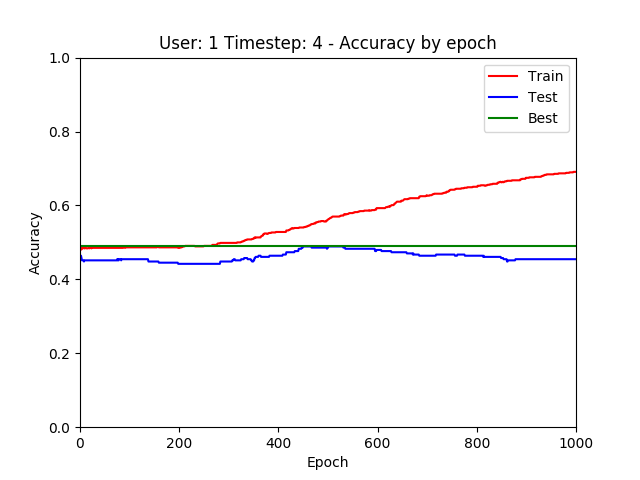 User: 1 Timestep: 4 - Accuracy by epoch
1.0
0.8
0.6
0.4
0.2
0.0
Accuracy
Train
Test
Best
0 200 400 600 800 1000
Epoch